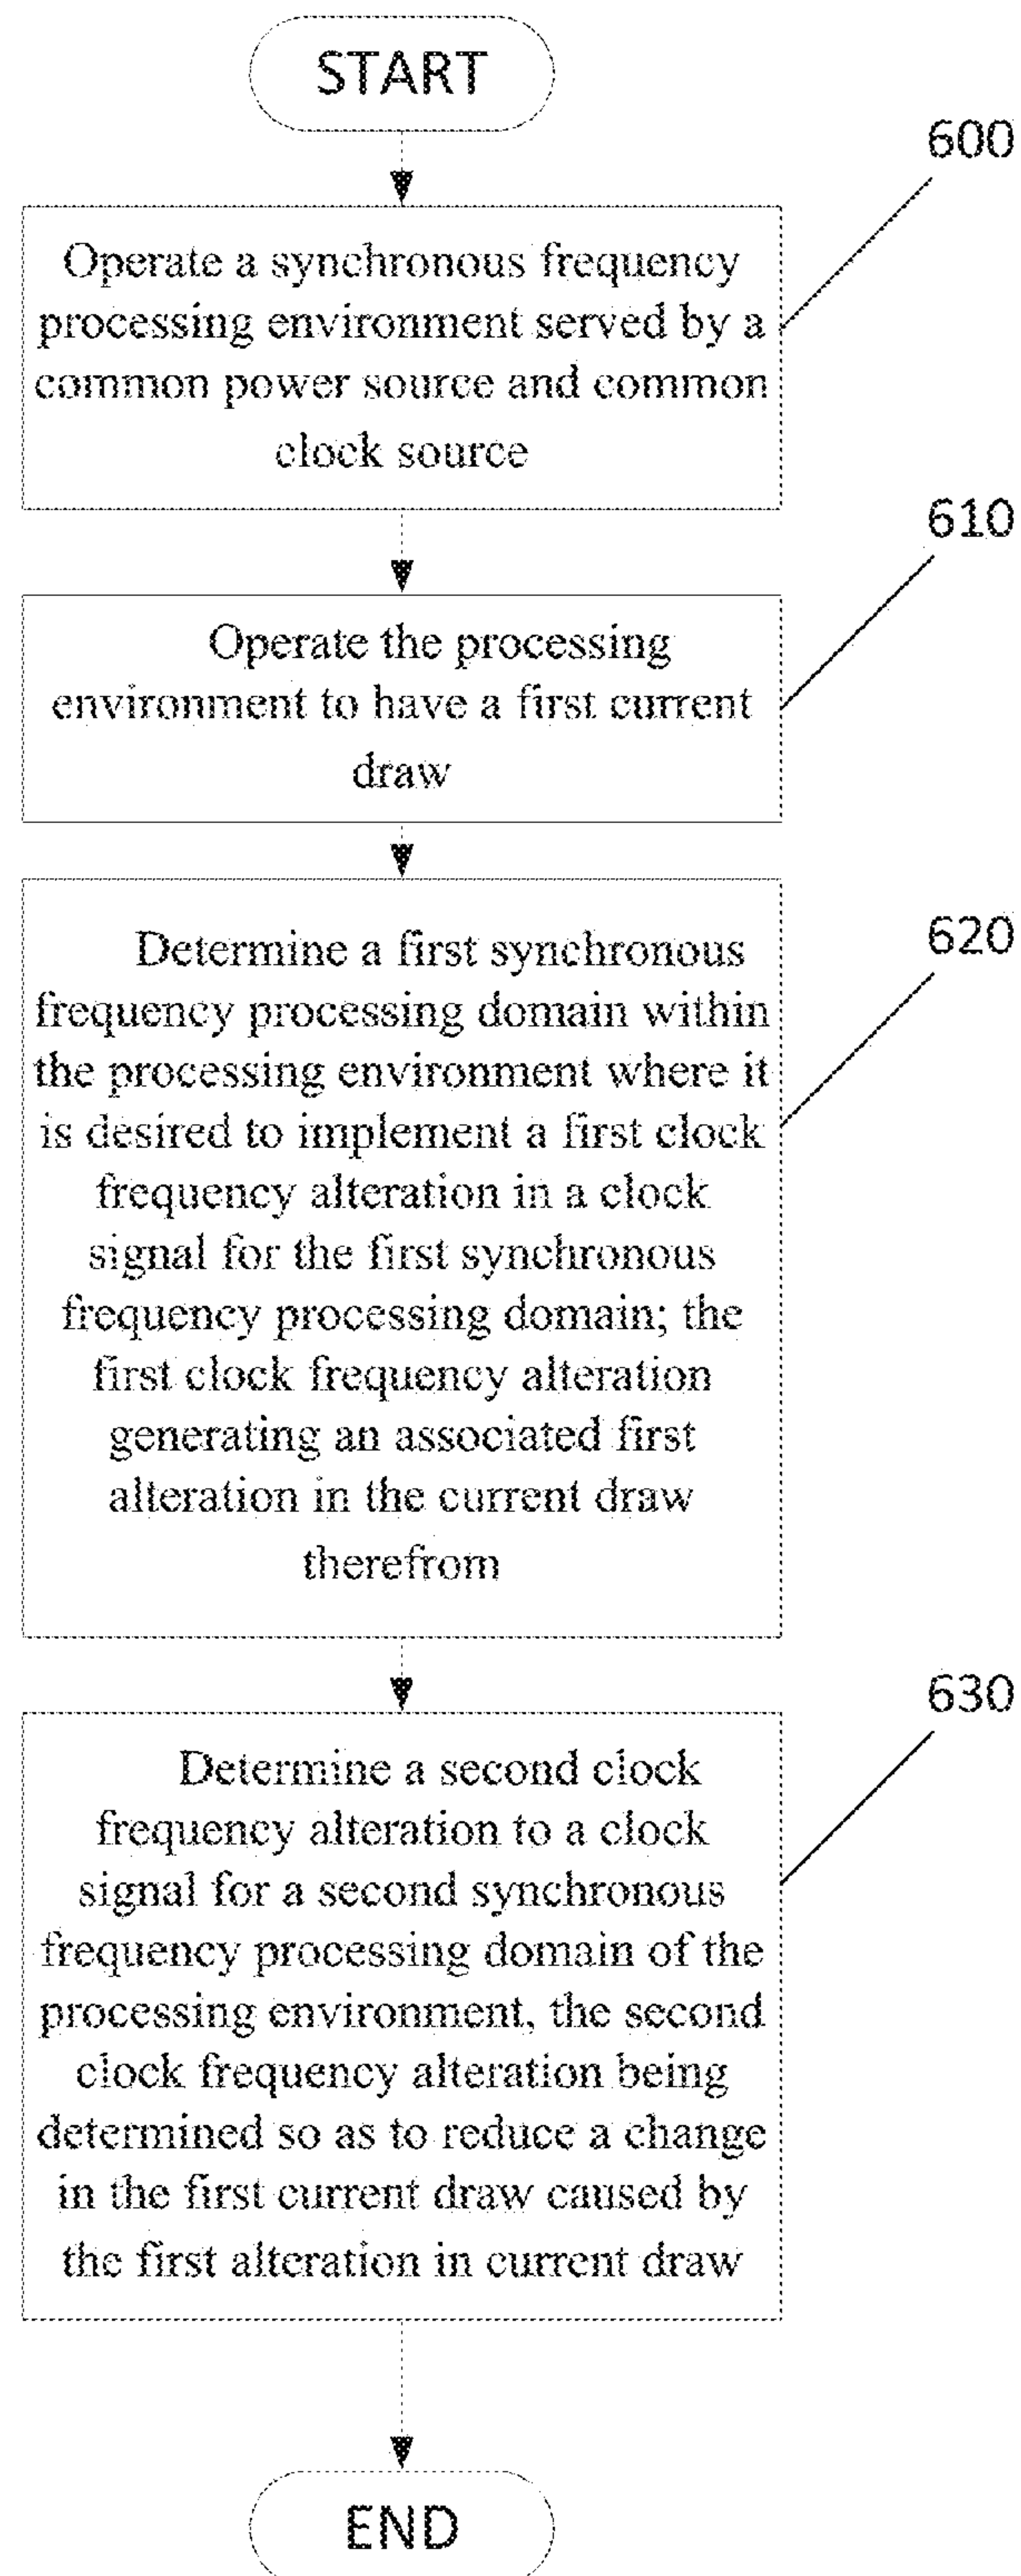 START
600
Operate a synchronous frequency
processing environment served by a
common power source and common
clock source
610
Operate the processing
environment to have a first current
draw
620
Determine a first synchronous
frequency processing domain within
the processing environment where it
is desired to implement a first clock
frequency alteration in a clock
signal for the first synchronous
frequency processing domain; the
first clock frequency alteration
generating an associated first
alteration in the current draw
therefrom
630
Determine a second clock
frequency alteration to a clock
signal for a second synchronous
frequency processing domain of the
processing environment, the second
clock frequency alteration being
determined so as to reduce a change
in the first current draw caused by
the first alteration in current draw
END